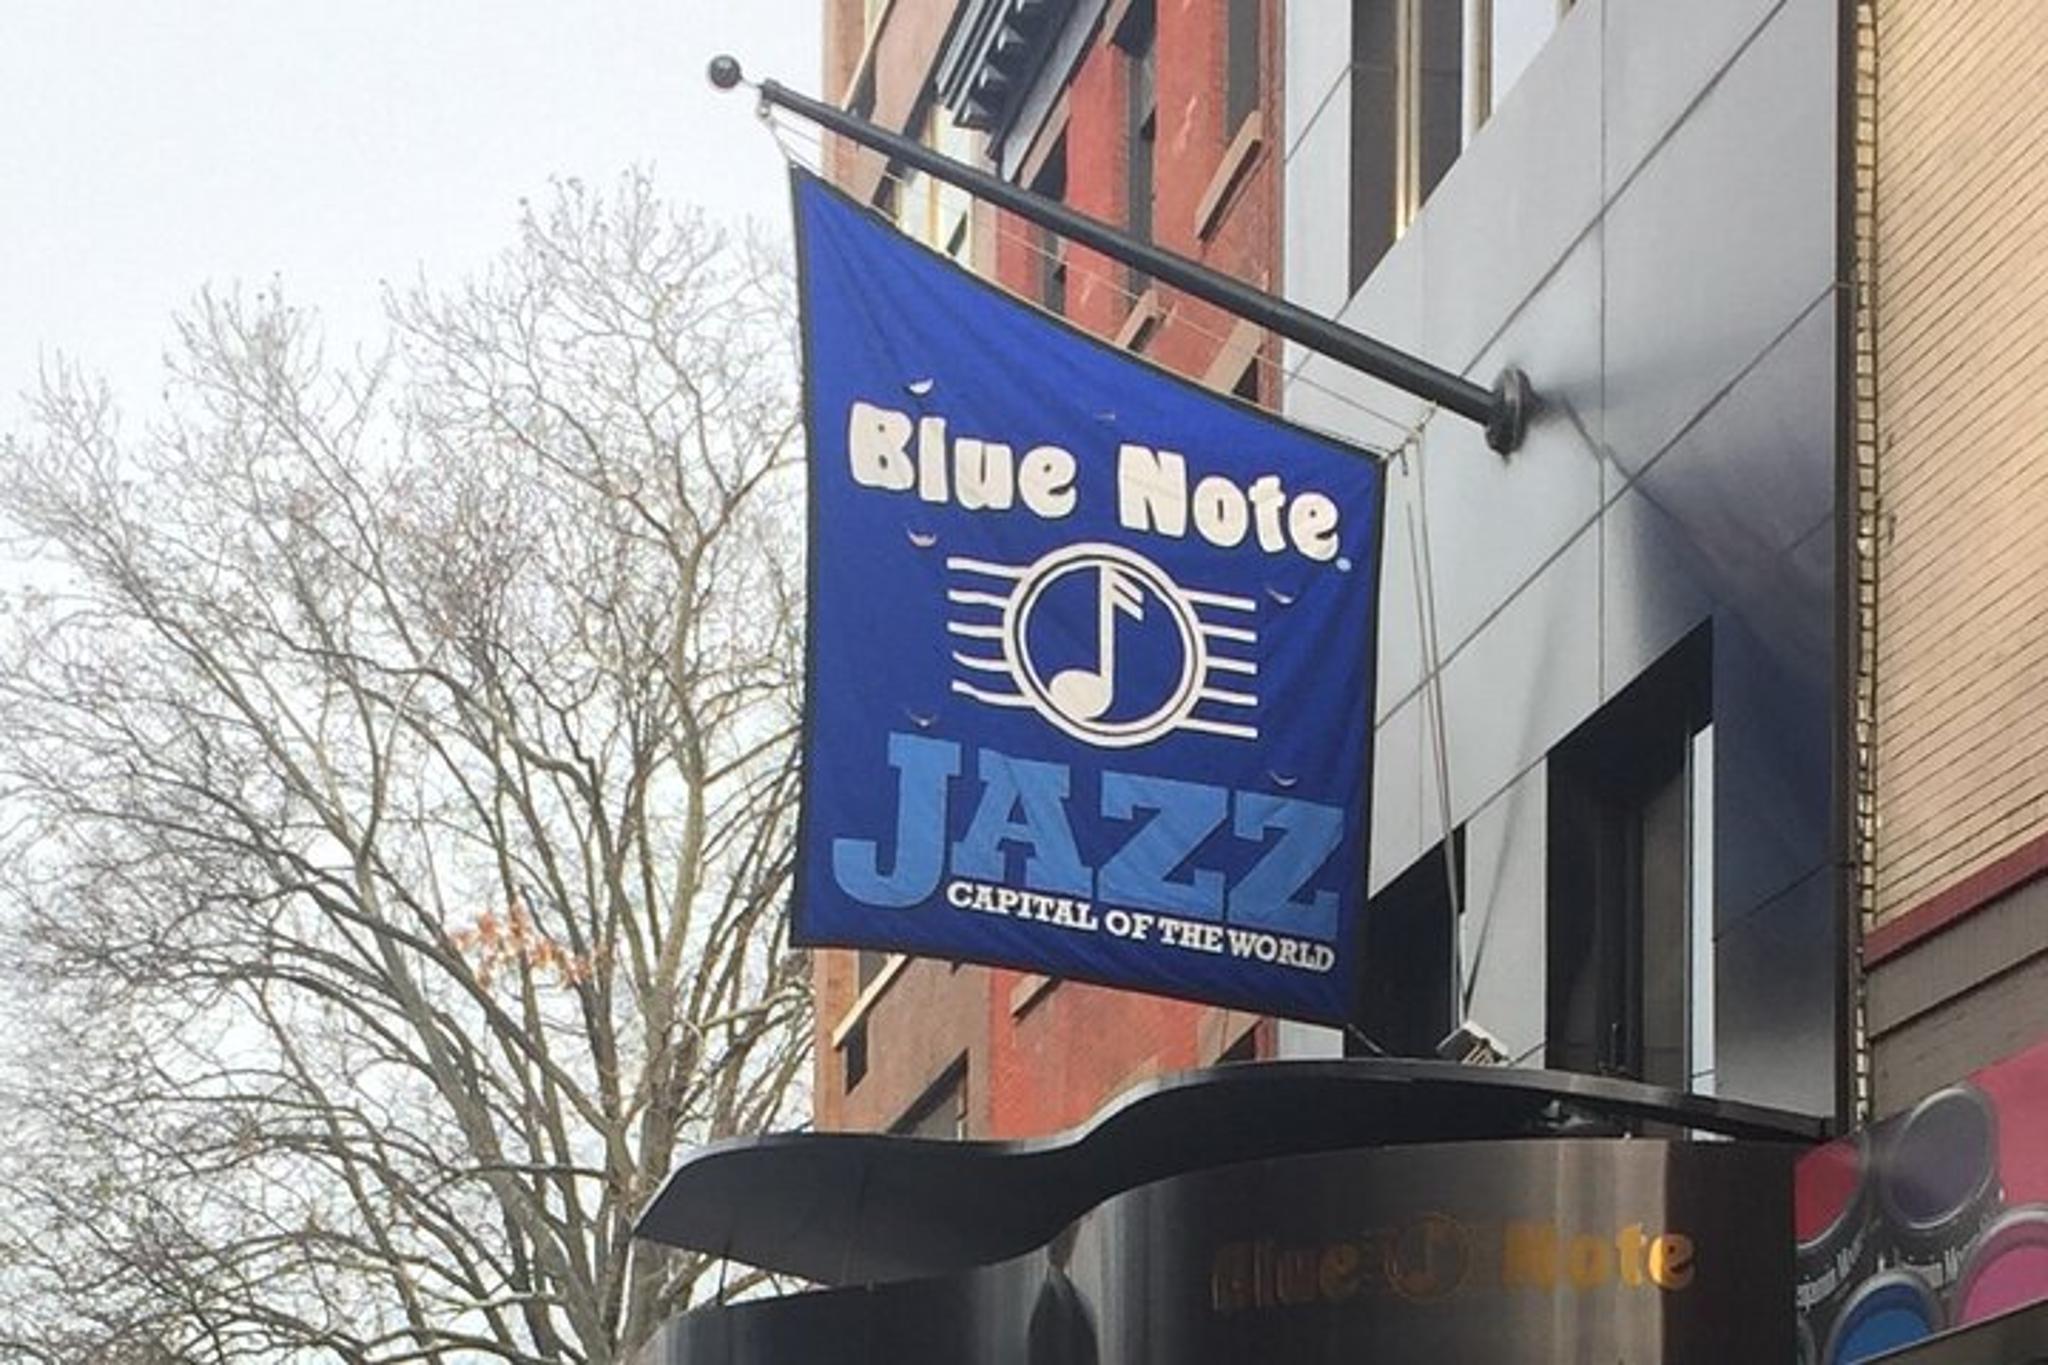 Blue Note
JAZZ
CAPITAL OF THE WORLD
Blue Note